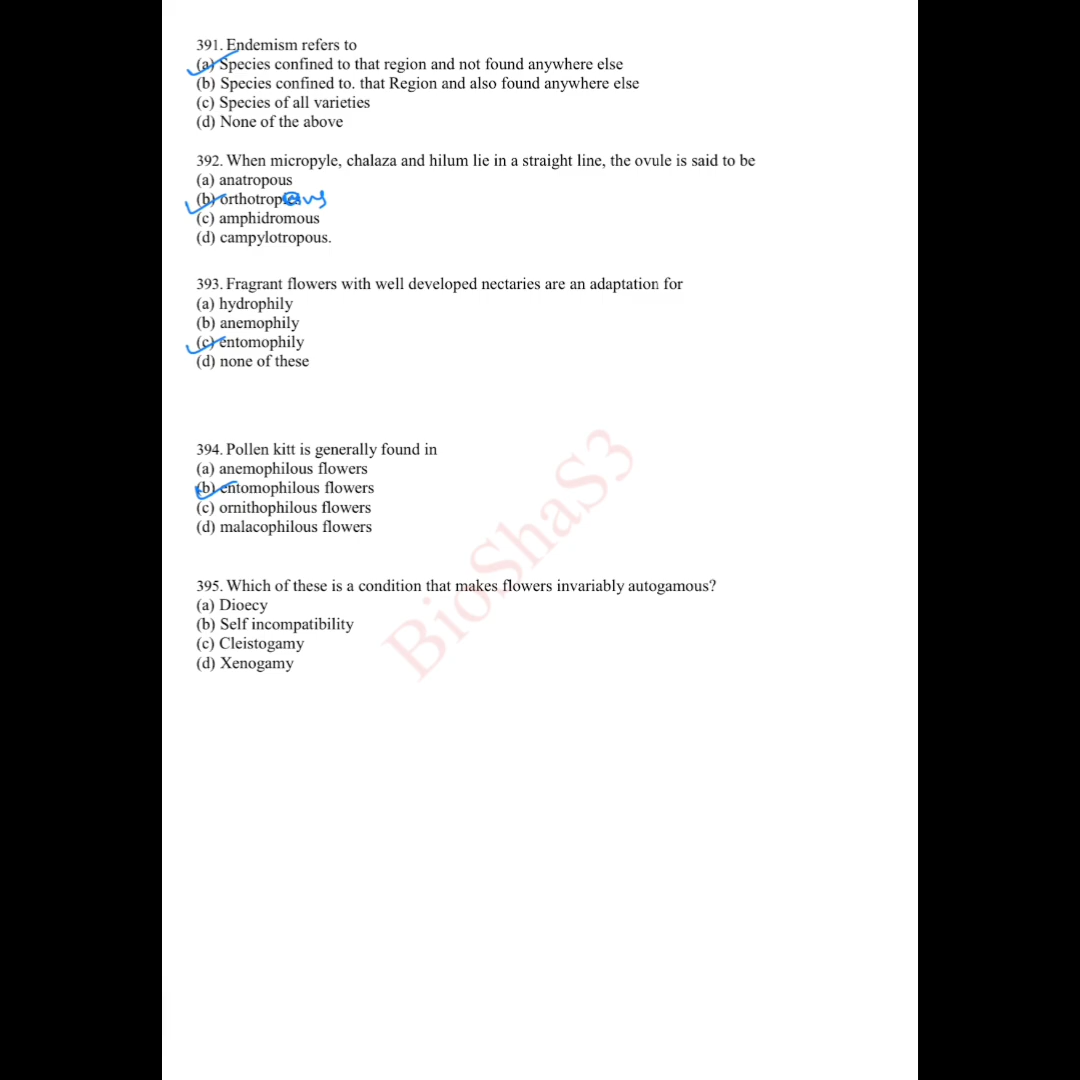 391. Endemism refers to
(a) Species confined to that region and not found anywhere else
(b) Species confined to. that Region and also found anywhere else
(c) Species of all varieties
(d) None of the above
392. When micropyle, chalaza and hilum lie in a straight line, the ovule is said to be
(a) anatropous
(b) orthotropous
(c) amphidromous
(d) campylotropous.
393. Fragrant flowers with well developed nectaries are an adaptation for
(a) hydrophily
(b) anemophily
(c) entomophily
(d) none of these
394. Pollen kitt is generally found in
(a) anemophilous flowers
(b) entomophilous flowers
(c) ornithophilous flowers
(d) malacophilous flowers
395. Which of these is a condition that makes flowers invariably autogamous?
(a) Dioecy
(b) Self incompatibility
(c) Cleistogamy
(d) Xenogamy
BioShaS3